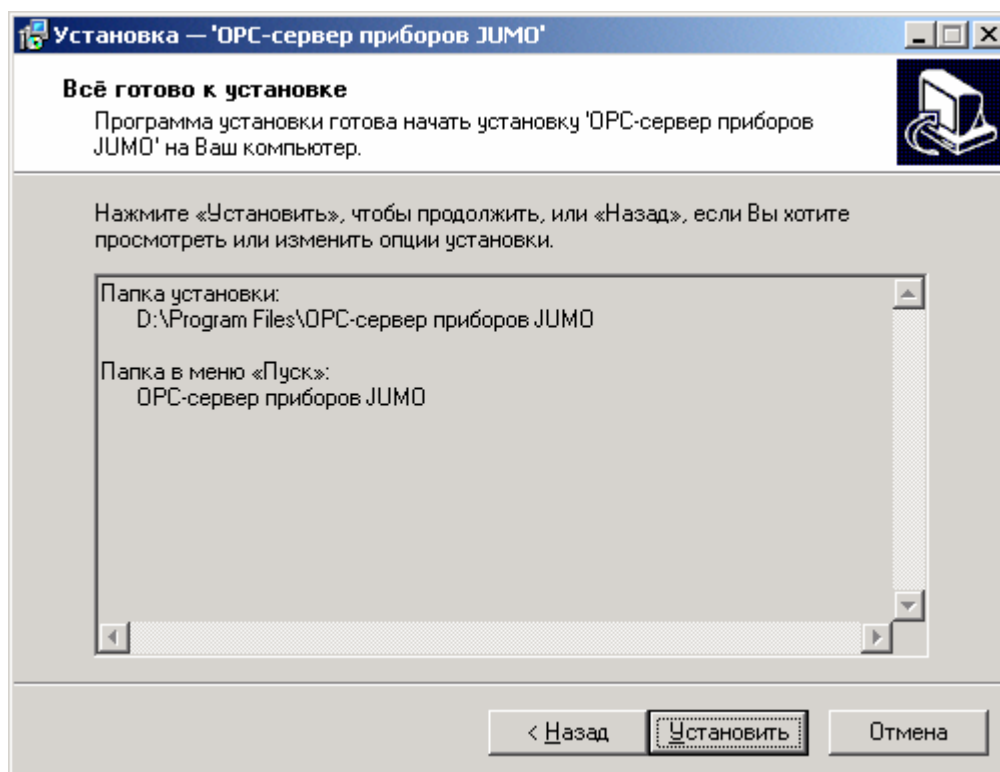 Установка — 'OPC-сервер приборов JUMO'
Всё готово к установке
Программа установки готова начать установку 'OPC-сервер приборов
JUMO' на Ваш компьютер.
Нажмите «Установить», чтобы продолжить, или «Назад», если Вы хотите
просмотреть или изменить опции установки.
Папка установки:
D:\Program Files\OPC-сервер приборов JUMO
Папка в меню «Пуск»:
OPC-сервер приборов JUMO
< Назад
Установить
Отмена